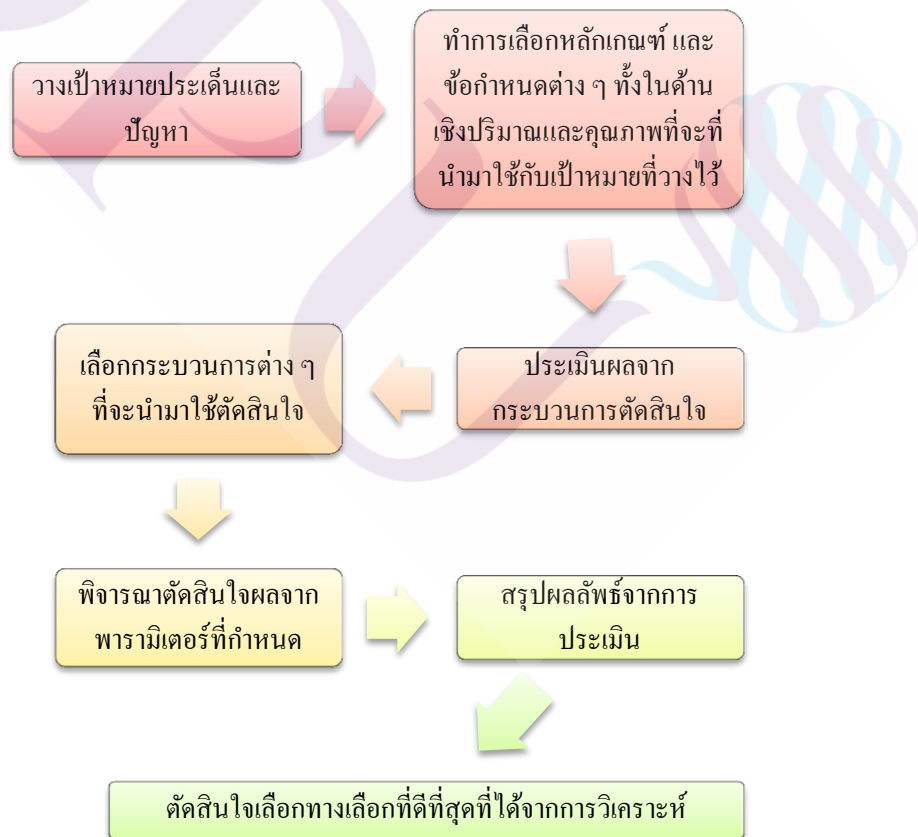 วางเป้าหมายประเด็นและ
ปัญหา
ทำการเลือกหลักเกณฑ์ และ
ข้อกำหนดต่าง ๆ ทั้งในด้าน
เชิงปริมาณและคุณภาพที่จะที่
นำมาใช้กับเป้าหมายที่วางไว้
ประเมินผลจาก
กระบวนการตัดสินใจ
เลือกกระบวนการต่าง ๆ
ที่จะนำมาใช้ตัดสินใจ
พิจารณาตัดสินใจผลจาก
พารามิเตอร์ที่กำหนด
สรุปผลลัพธ์จากการ
ประเมิน
ตัดสินใจเลือกทางเลือกที่ดีที่สุดที่ได้จากการวิเคราะห์